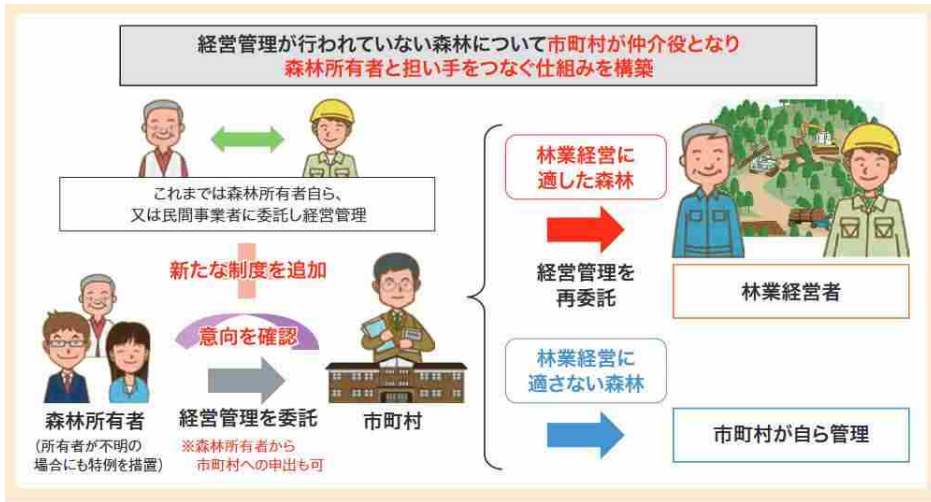 経営管理が行われていない森林について市町村が仲介役となり
森林所有者と担い手をつなぐ仕組みを構築
これまでは森林所有者自ら、
又は民間事業者に委託し経営管理
新たな制度を追加
意向を確認
森林所有者
(所有者が不明の
場合にも特例を措置)
経営管理を委託
※森林所有者から
市町村への申出も可
市町村
林業経営に
適した森林
経営管理を
再委託
林業経営者
林業経営に
適さない森林
市町村が自ら管理